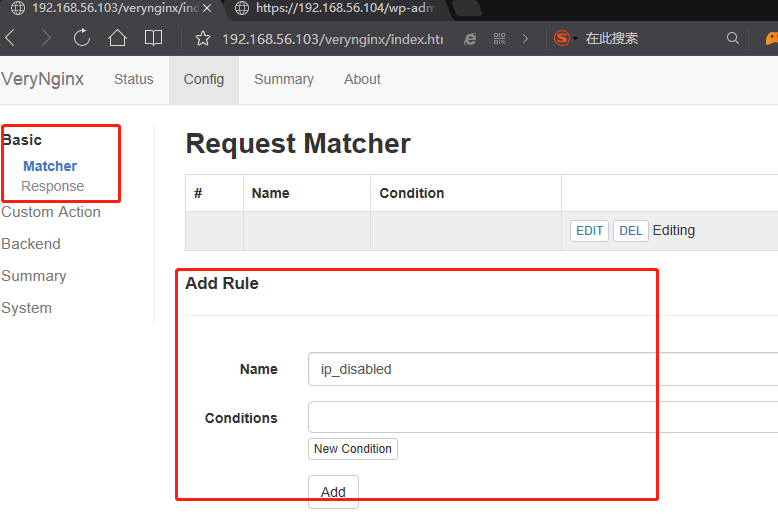 192.168.56.103/verynginx/ind
https://192.168.56.104/wp-adm
192.168.56.103/verynginx/index.ht
在此搜索
VeryNginx Status Config Summary About
Basic
Matcher
Response
Custom Action
Backend
Summary
System
Request Matcher
# Name Condition
EDIT DEL Editing
Add Rule
Name ip_disabled
Conditions
New Condition
Add